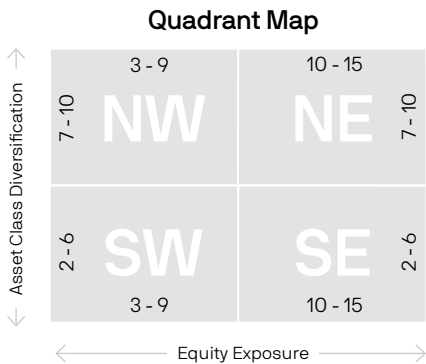 Quadrant Map
3 - 9
10 - 15
Asset Class Diversification
7 - 10
NW
NE
7 - 10
2 - 6
SW
SE
2 - 6
3 - 9
10 - 15
Equity Exposure